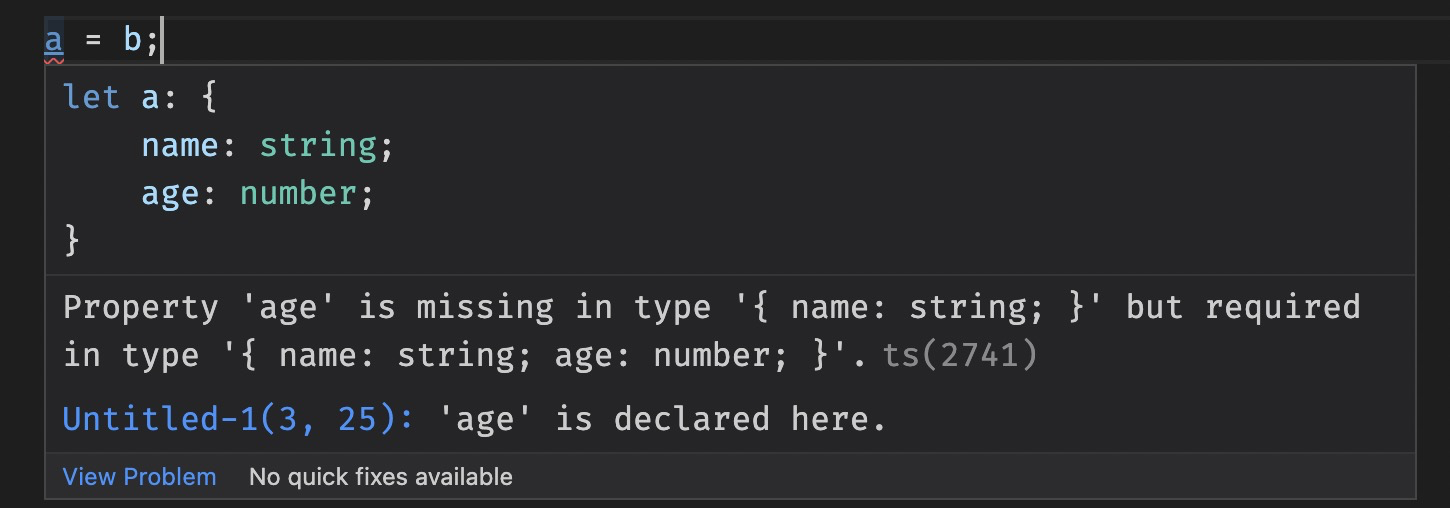 a = b;
let a: {
    name: string;
    age: number;
}
Property 'age' is missing in type '{ name: string; }' but required
in type '{ name: string; age: number; }'. ts(2741)
Untitled-1(3, 25): 'age' is declared here.
View Problem No quick fixes available